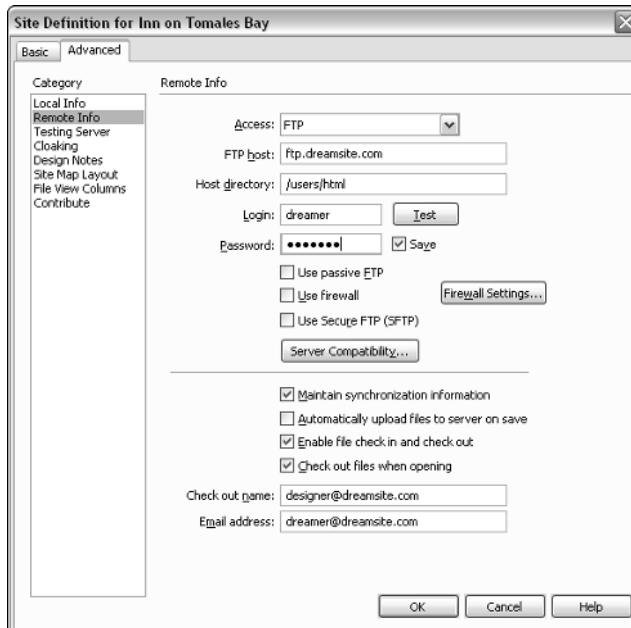 Site Definition for Inn on Tomales Bay
Basic
Advanced
Category
Local Info
Remote Info
Testing Server
Cloaking
Design Notes
Site Map Layout
File View Columns
Contribute
Remote Info
Access: FTP
FTP host: ftp.dreamsite.com
Host directory: /users/html
Login: dreamer Test
Password: ●●●●●●● Save
Use passive FTP
Use firewall Firewall Settings...
Use Secure FTP (SFTP)
Server Compatibility...
Maintain synchronization information
Automatically upload files to server on save
Enable file check in and check out
Check out files when opening
Check out name: designer@dreamsite.com
Email address: dreamer@dreamsite.com
OK Cancel Help